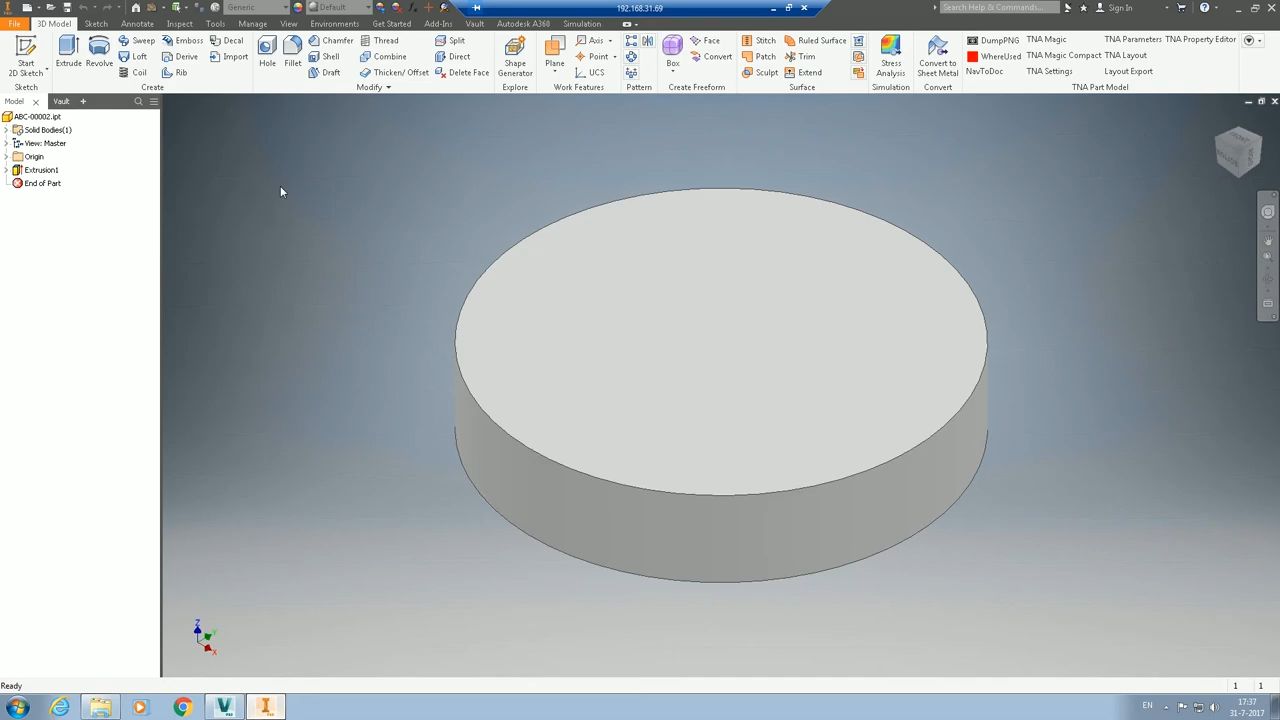 Generic
Default
192.168.31.69
Search Help & Commands...
Sign In
File
3D Model
Sketch
Annotate
Inspect
Tools
Manage
View
Environments
Get Started
Add-Ins
Vault
Autodesk A360
Simulation
Start
2D Sketch
Sketch
Extrude
Revolve
Sweep
Loft
Coil
Emboss
Derive
Rib
Decal
Import
Create
Hole
Fillet
Chamfer
Shell
Draft
Thread
Combine
Thicken/ Offset
Split
Direct
Delete Face
Modify
Shape
Generator
Explore
Plane
Axis
Point
UCS
Work Features
Pattern
Box
Face
Convert
Create Freeform
Stitch
Patch
Sculpt
Ruled Surface
Trim
Extend
Surface
Stress
Analysis
Simulation
Convert to
Sheet Metal
Convert
DumpPNG
WhereUsed
NavToDoc
TNA Magic
TNA Magic Compact
TNA Settings
TNA Parameters
TNA Layout
Layout Export
TNA Property Editor
TNA Part Model
Model
Vault
ABC-00002.ipt
Solid Bodies(1)
View: Master
Origin
Extrusion1
End of Part
FRONT
BOTTOM
Z
Y
X
Ready
1
1
EN
17:37
31-7-2017